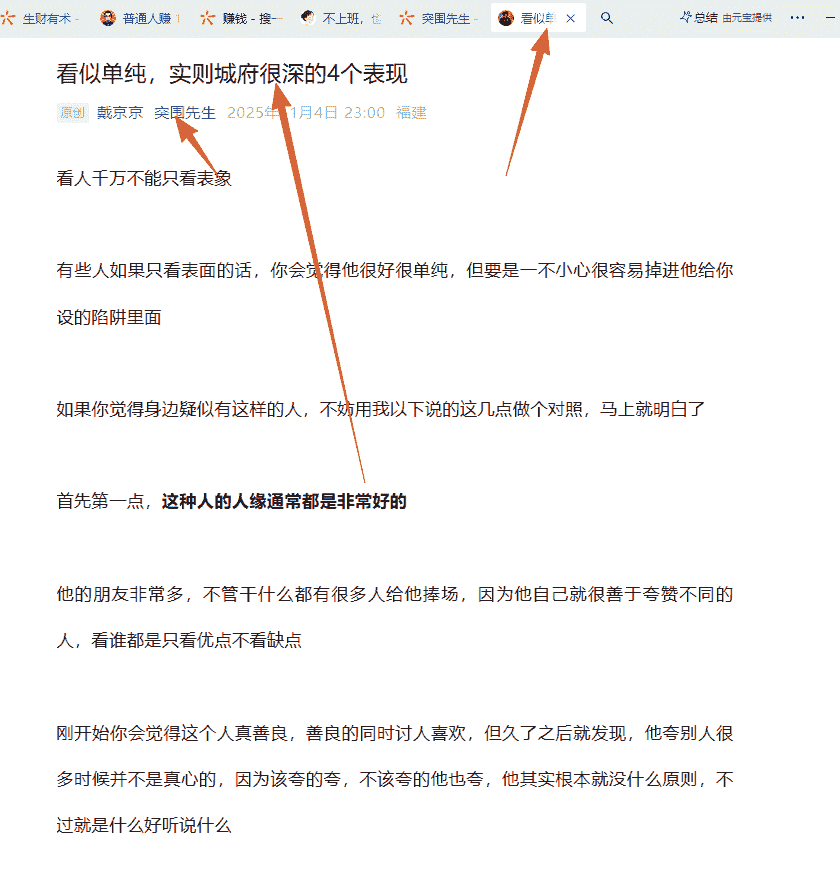 生财有术 -
普通人赚
赚钱 - 搜一
不上班，也
突围先生 -
看似单
总结 由元宝提供
看似单纯，实则城府很深的4个表现
原创 戴京京 突围先生 2025年 1月4日 23:00 福建
看人千万不能只看表象
有些人如果只看表面的话，你会觉得他很好很单纯，但要是一不小心很容易掉进他给你
设的陷阱里面
如果你觉得身边疑似有这样的人，不妨用我以下说的这几点做个对照，马上就明白了
首先第一点，这种人的人缘通常都是非常好的
他的朋友非常多，不管干什么都有很多人给他捧场，因为他自己就很善于夸赞不同的
人，看谁都是只看优点不看缺点
刚开始你会觉得这个人真善良，善良的同时讨人喜欢，但久了之后就发现，他夸别人很
多时候并不是真心的，因为该夸的夸，不该夸的他也夸，他其实根本就没什么原则，不
过就是什么好听说什么